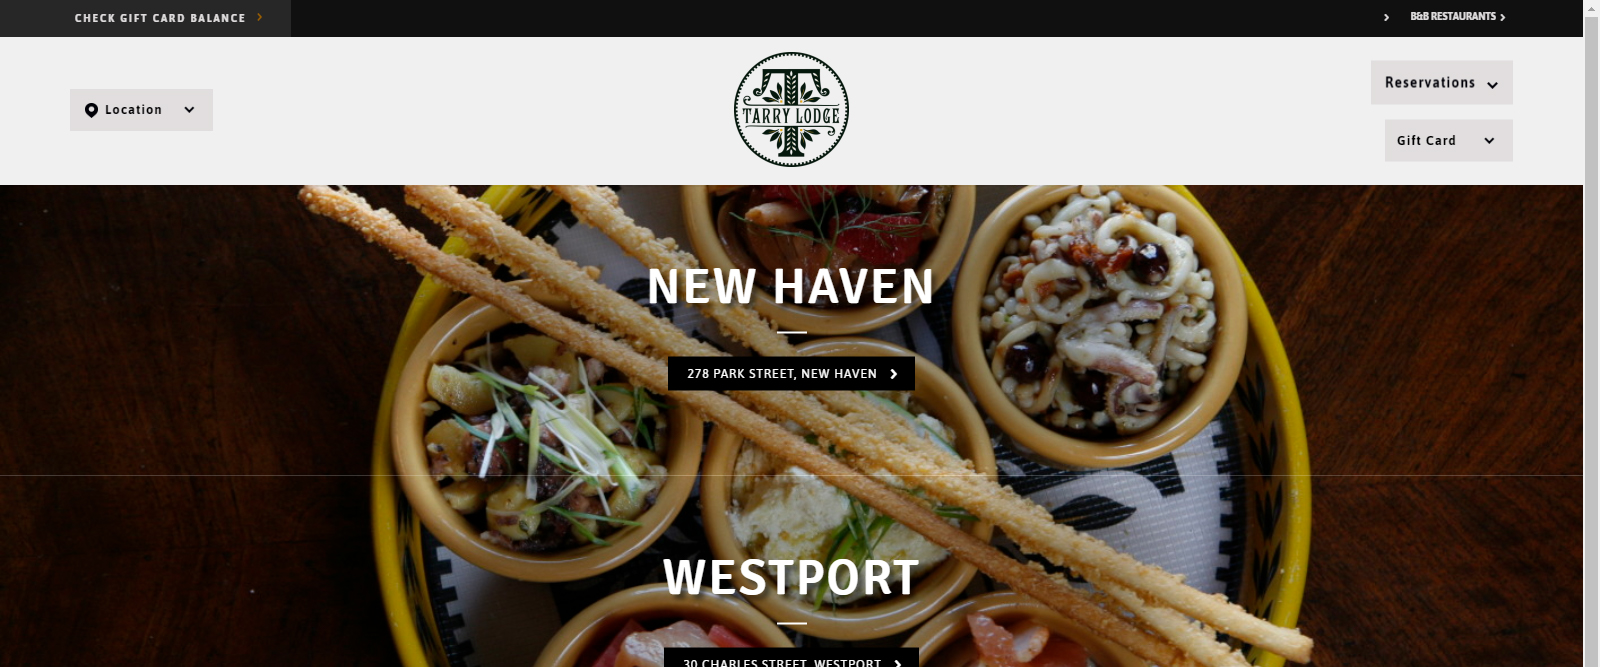 CHECK GIFT CARD BALANCE
B&B RESTAURANTS
Location
TARRY LODGE
Reservations
Gift Card
NEW HAVEN
278 PARK STREET, NEW HAVEN
WESTPORT
30 CHARLES STREET, WESTPORT